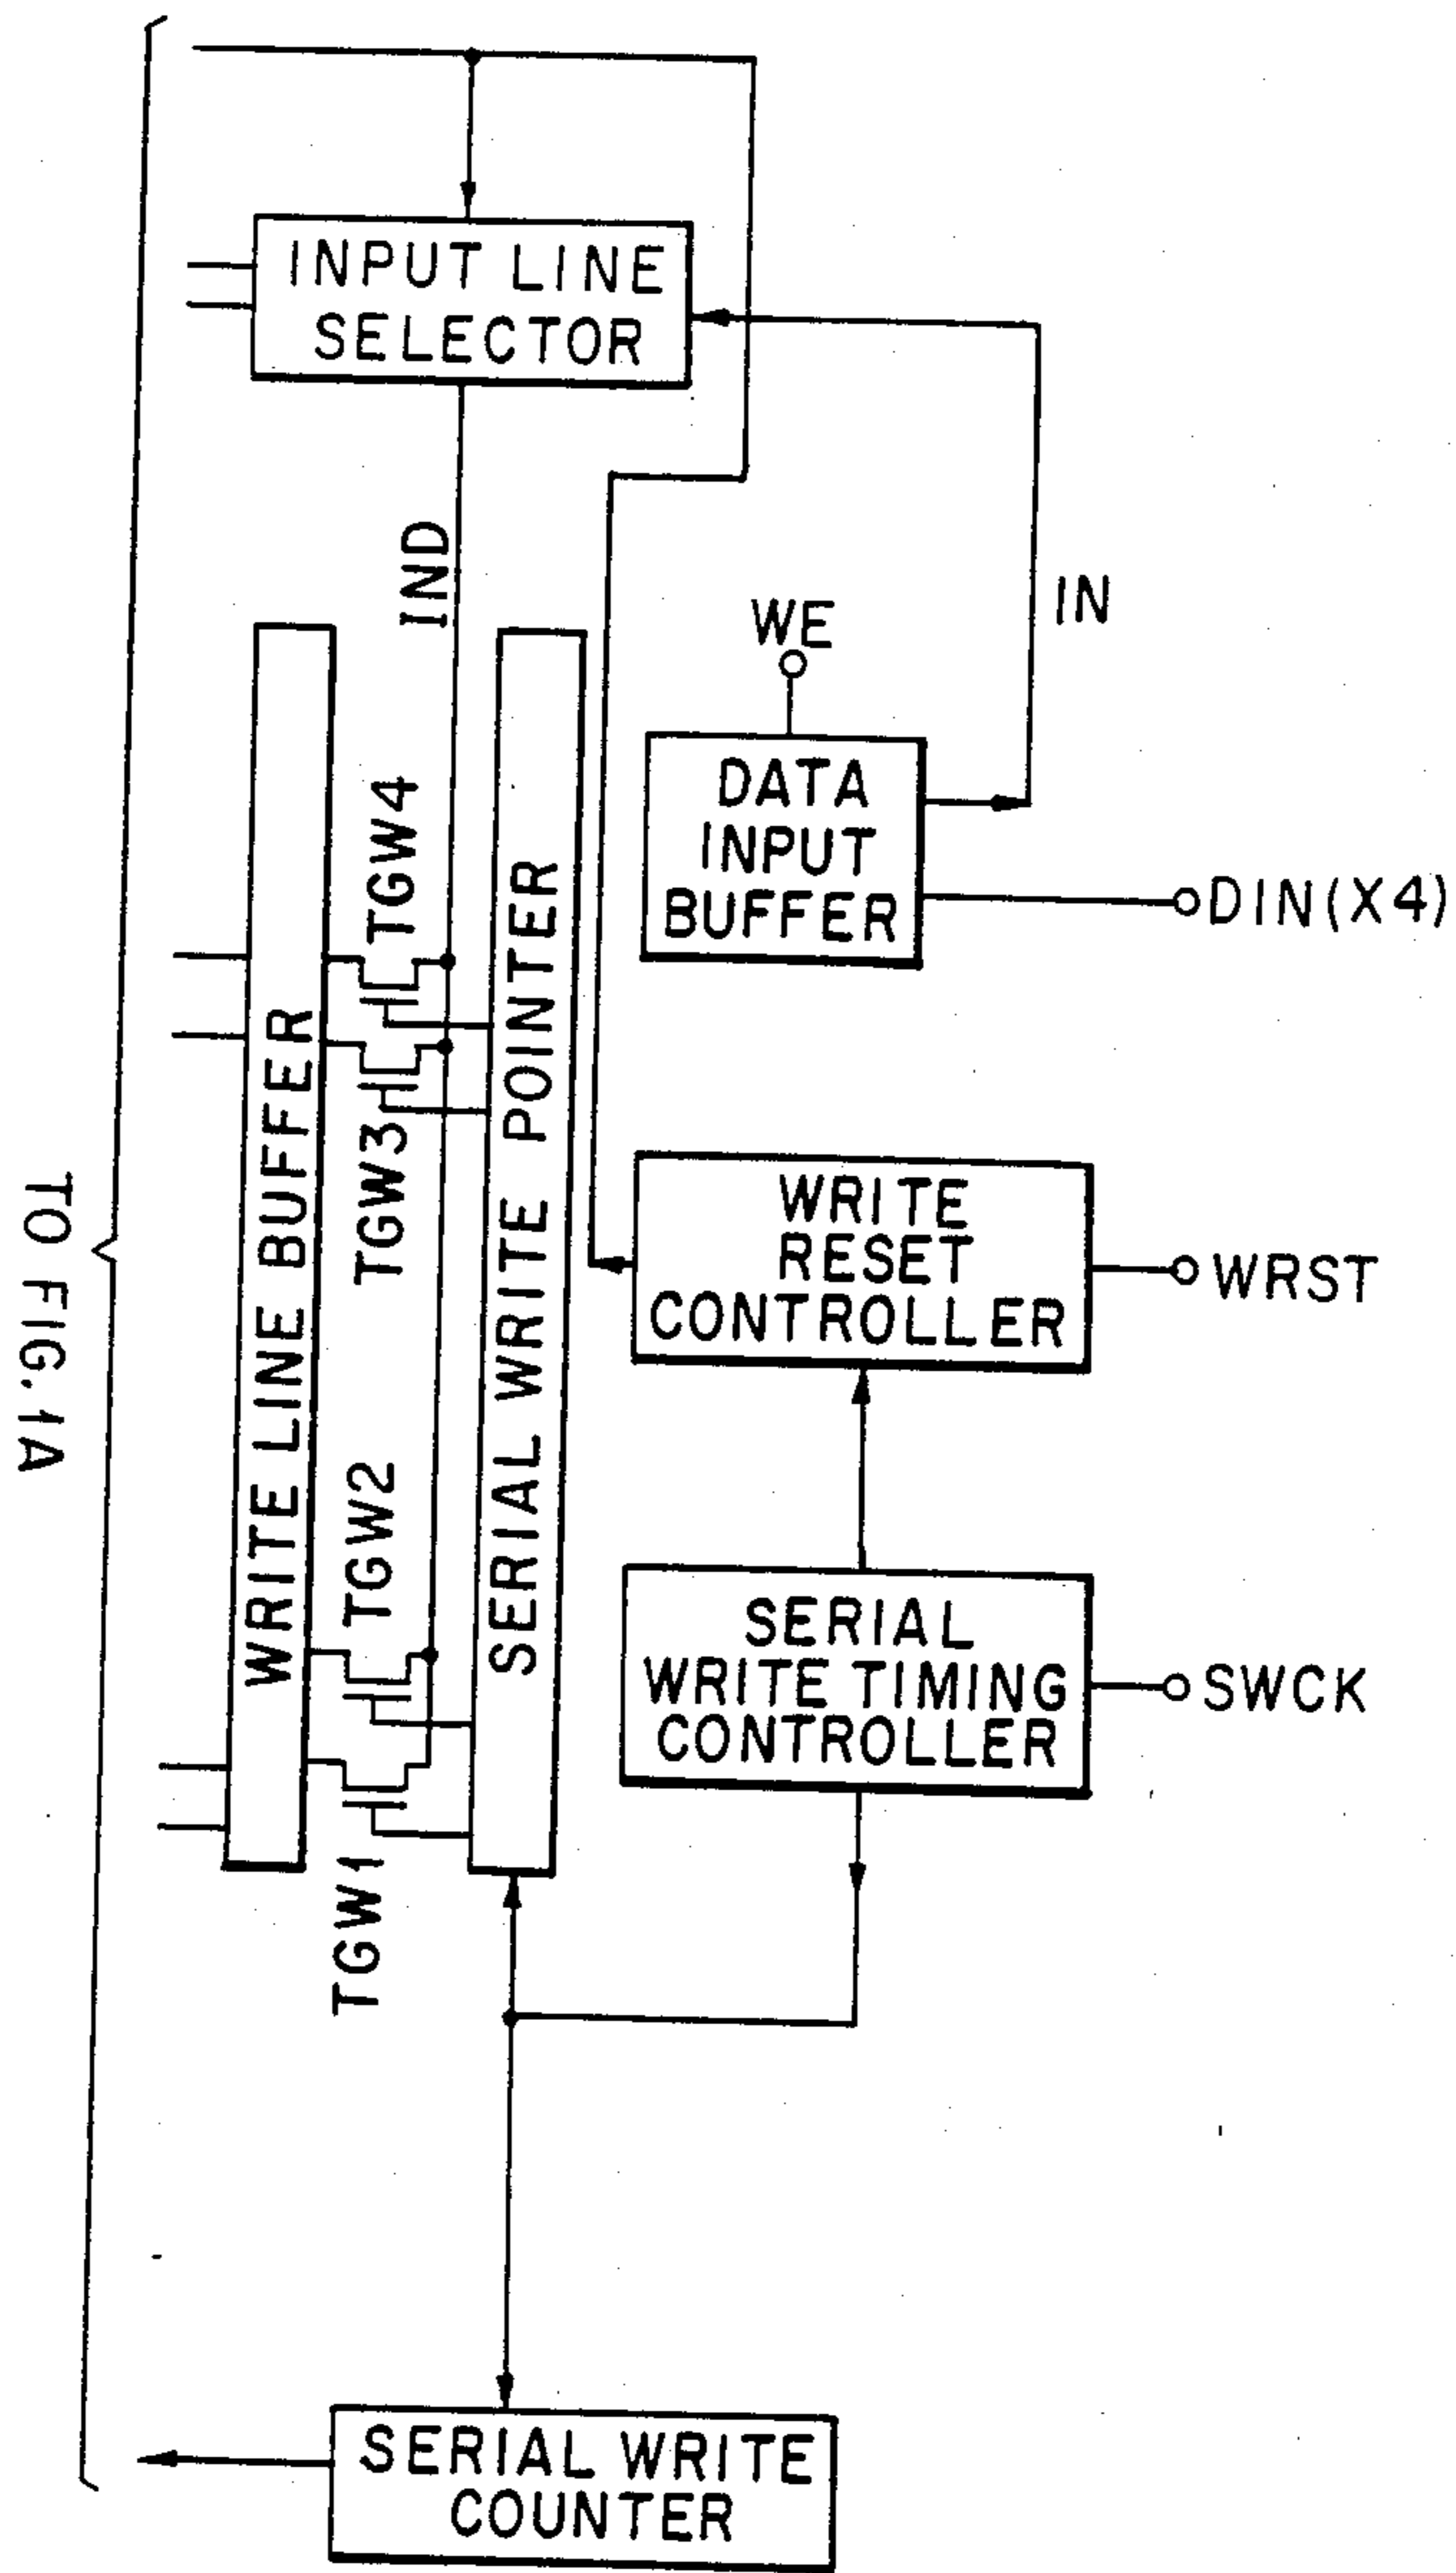 INPUT LINE
SELECTOR
IND
IN
WE
DATA
INPUT
BUFFER
DIN(X4)
TGW4
TGW3
TGW2
TGW1
WRITE LINE BUFFER
SERIAL WRITE POINTER
WRITE
RESET
CONTROLLER
WRST
SERIAL
WRITE TIMING
CONTROLLER
SWCK
TO FIG. 1A
SERIAL WRITE
COUNTER